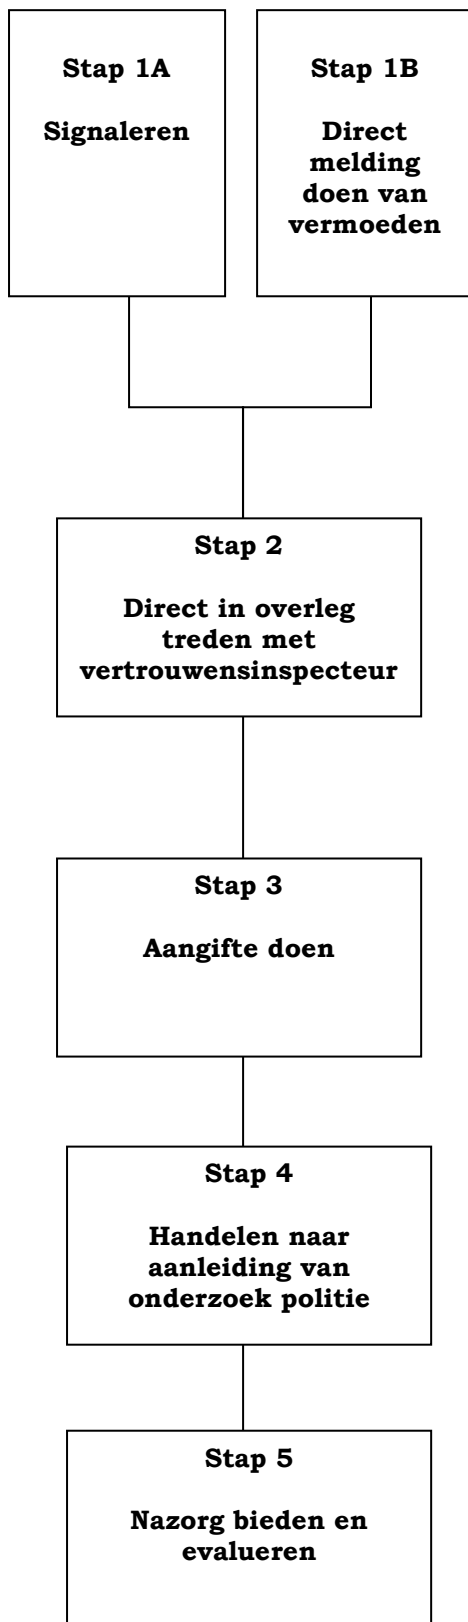 Stap 1A
Signaleren
Stap 1B
Direct
melding
doen van
vermoeden
Stap 2
Direct in overleg
treden met
vertrouwensinspecteur
Stap 3
Aangifte doen
Stap 4
Handelen naar
aanleiding van
onderzoek politie
Stap 5
Nazorg bieden en
evalueren